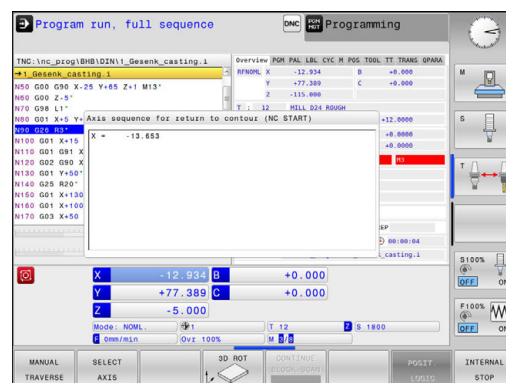 Program run, full sequence
DNC
Programming
TNC:\nc_prog\BHB\DIN\1_Gesenk_casting.i
→1_Gesenk_casting.i
N50 G00 G90 X-25 Y+65 Z+1 M13*
N60 G00 Z-5*
N70 G98 L1*
N80 G01 X+5 Y+
N90 G26 R3*
N100 G01 X+15
N110 G01 G91 X
N120 G02 G90 X
N130 G01 Y+50*
N140 G25 R20*
N150 G01 X+130
N160 G01 X+100
N170 G03 X+50
Overview PGM PAL LBL CYC M POS TOOL TT TRANS QPARA
RFNOML X -12.934 B +0.000
Y +77.389 C +0.000
Z -115.000
T : 12 MILL D24 ROUGH
+12.0000
+0.0000
+0.0000
M3
EP
00:00:04
_casting.i
Axis sequence for return to contour (NC START)
X = -13.653
X -12.934 B +0.000
Y +77.389 C +0.000
Z -5.000
Mode: NOML. 1 T 12 Z S 1800
F 0mm/min Ovr 100% M 3/8
MANUAL TRAVERSE
SELECT AXIS
3D ROT
CONTINUE BLOCK-SCAN
POSIT. LOGIC
INTERNAL STOP
M
S
T
S100%
OFF ON
F100%
OFF ON